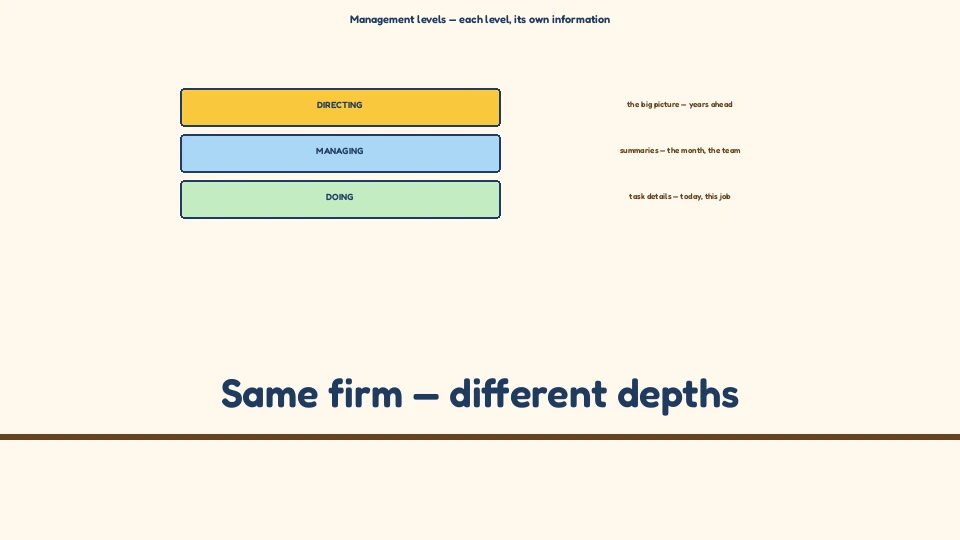 Management levels — each level, its own information
DIRECTING
the big picture — years ahead
MANAGING
summaries — the month, the team
DOING
task details — today, this job
Same firm — different depths